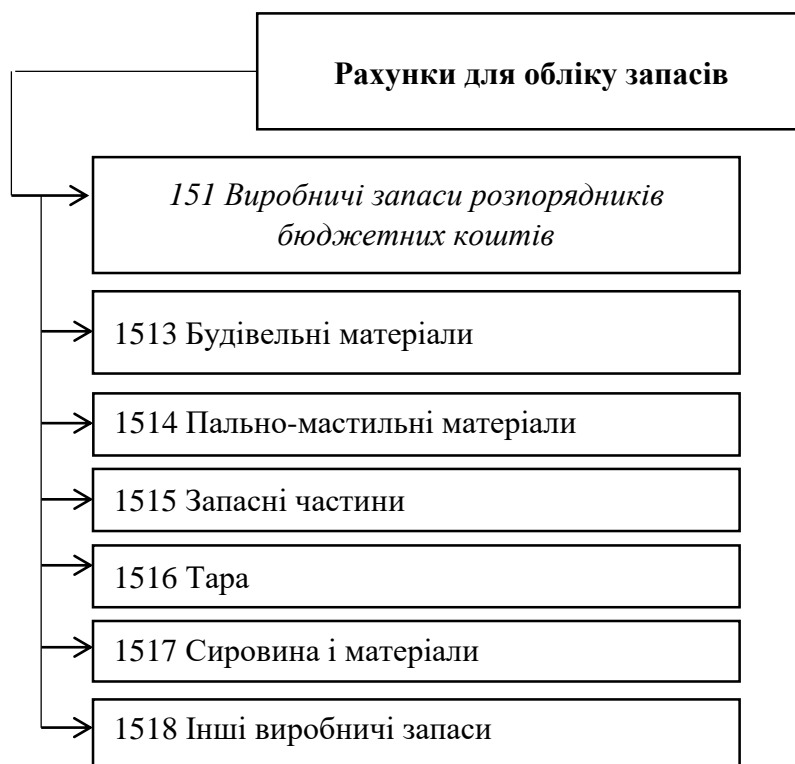 Рахунки для обліку запасів
151 Виробничі запаси розпорядників
бюджетних коштів
1513 Будівельні матеріали
1514 Пально-мастильні матеріали
1515 Запасні частини
1516 Тара
1517 Сировина і матеріали
1518 Інші виробничі запаси